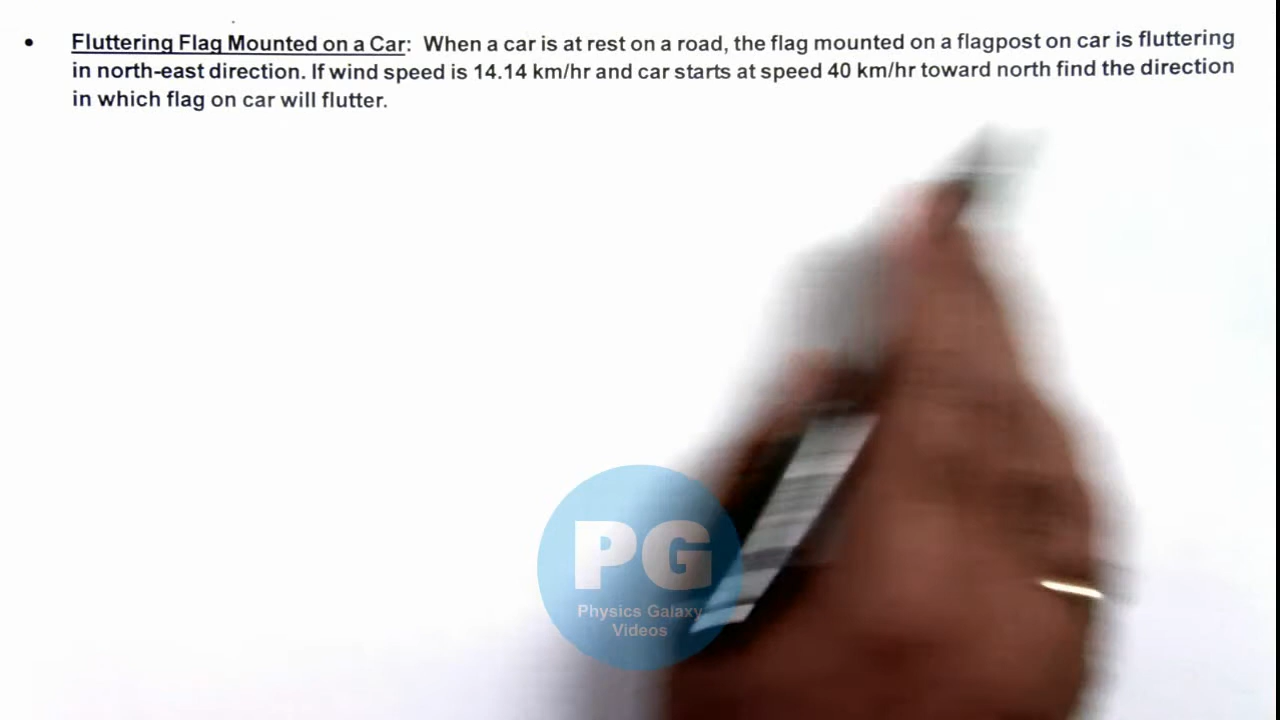 • Fluttering Flag Mounted on a Car: When a car is at rest on a road, the flag mounted on a flagpost on car is fluttering
in north-east direction. If wind speed is 14.14 km/hr and car starts at speed 40 km/hr toward north find the direction
in which flag on car will flutter.
PG
Physics Galaxy
Videos